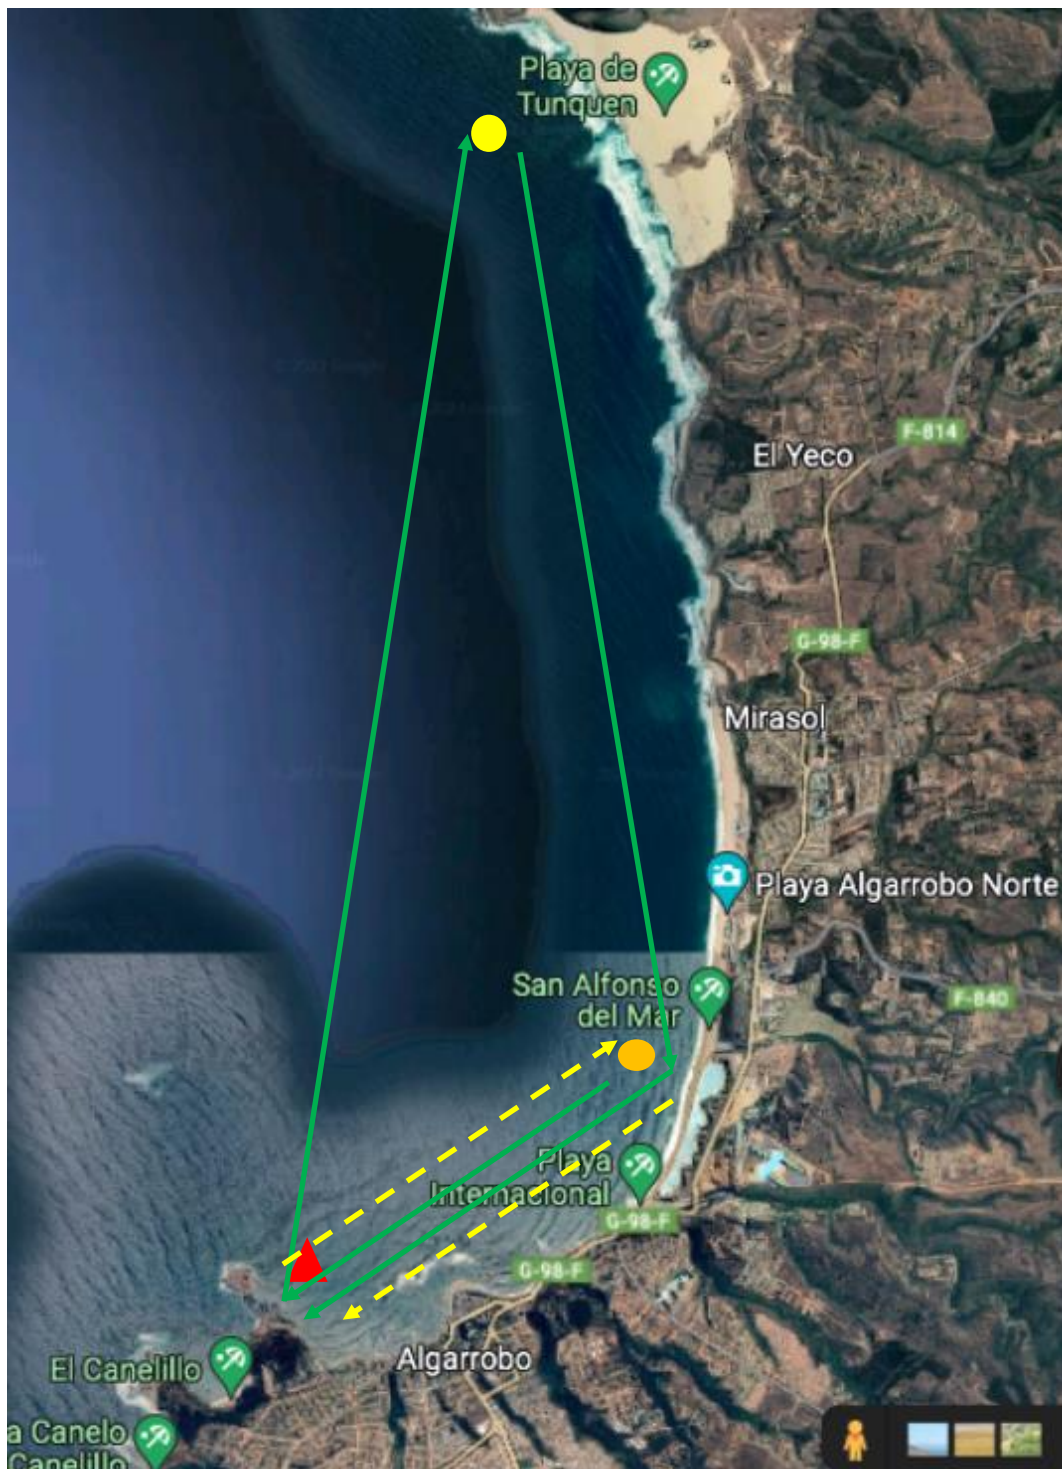 Playa de
Tunquen
F-814
El Yeco
G-98-F
Mirasol
Playa Algarrobo Norte
San Alfonso
del Mar
F-840
Playa
Internacional
G-98-F
G-98-F
Algarrobo
El Canelillo
a Canelo
Canelillo